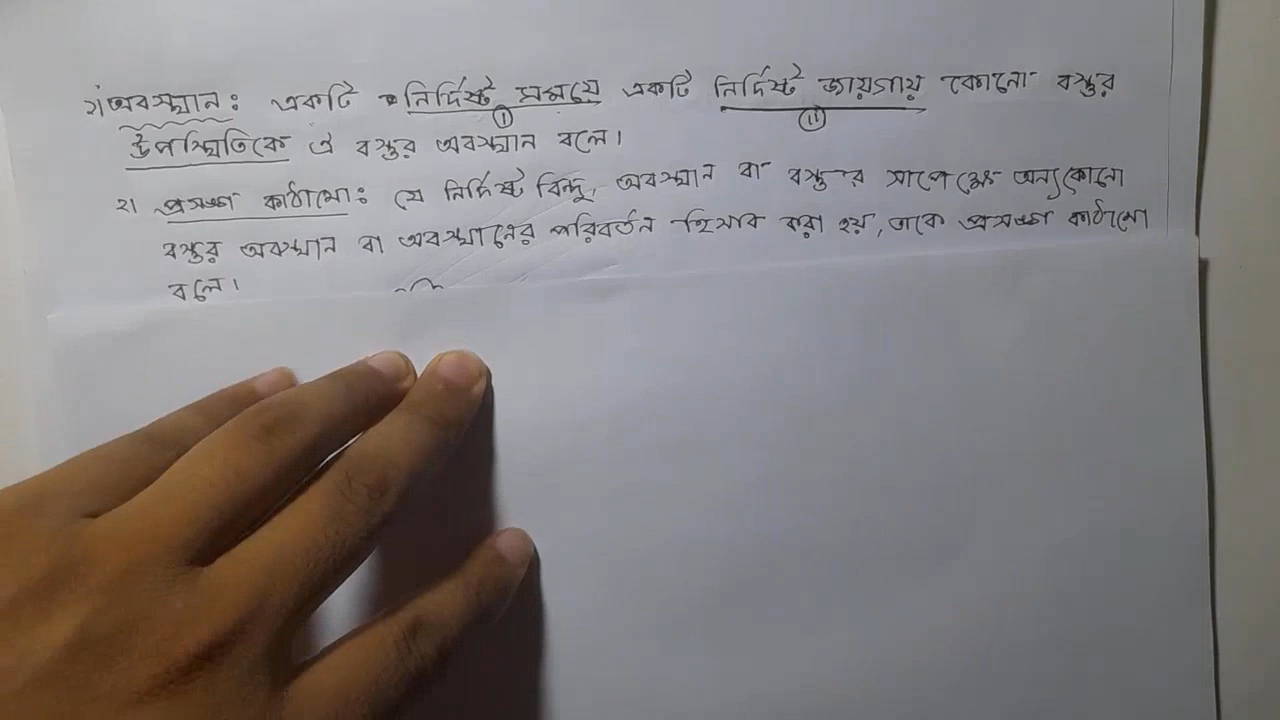 ১। অবস্থান: একটি নির্দিষ্ট সময়ে একটি নির্দিষ্ট জায়গায় কোনো বস্তুর
(i) (ii)
উপস্থিতিকে ঐ বস্তুর অবস্থান বলে।
২। প্রসঙ্গ কাঠামো: যে নির্দিষ্ট বিন্দু, অবস্থান বা বস্তুর সাপেক্ষে অন্যকোনো
বস্তুর অবস্থান বা অবস্থানের পরিবর্তন হিসাব করা হয়, তাকে প্রসঙ্গ কাঠামো
বলে।